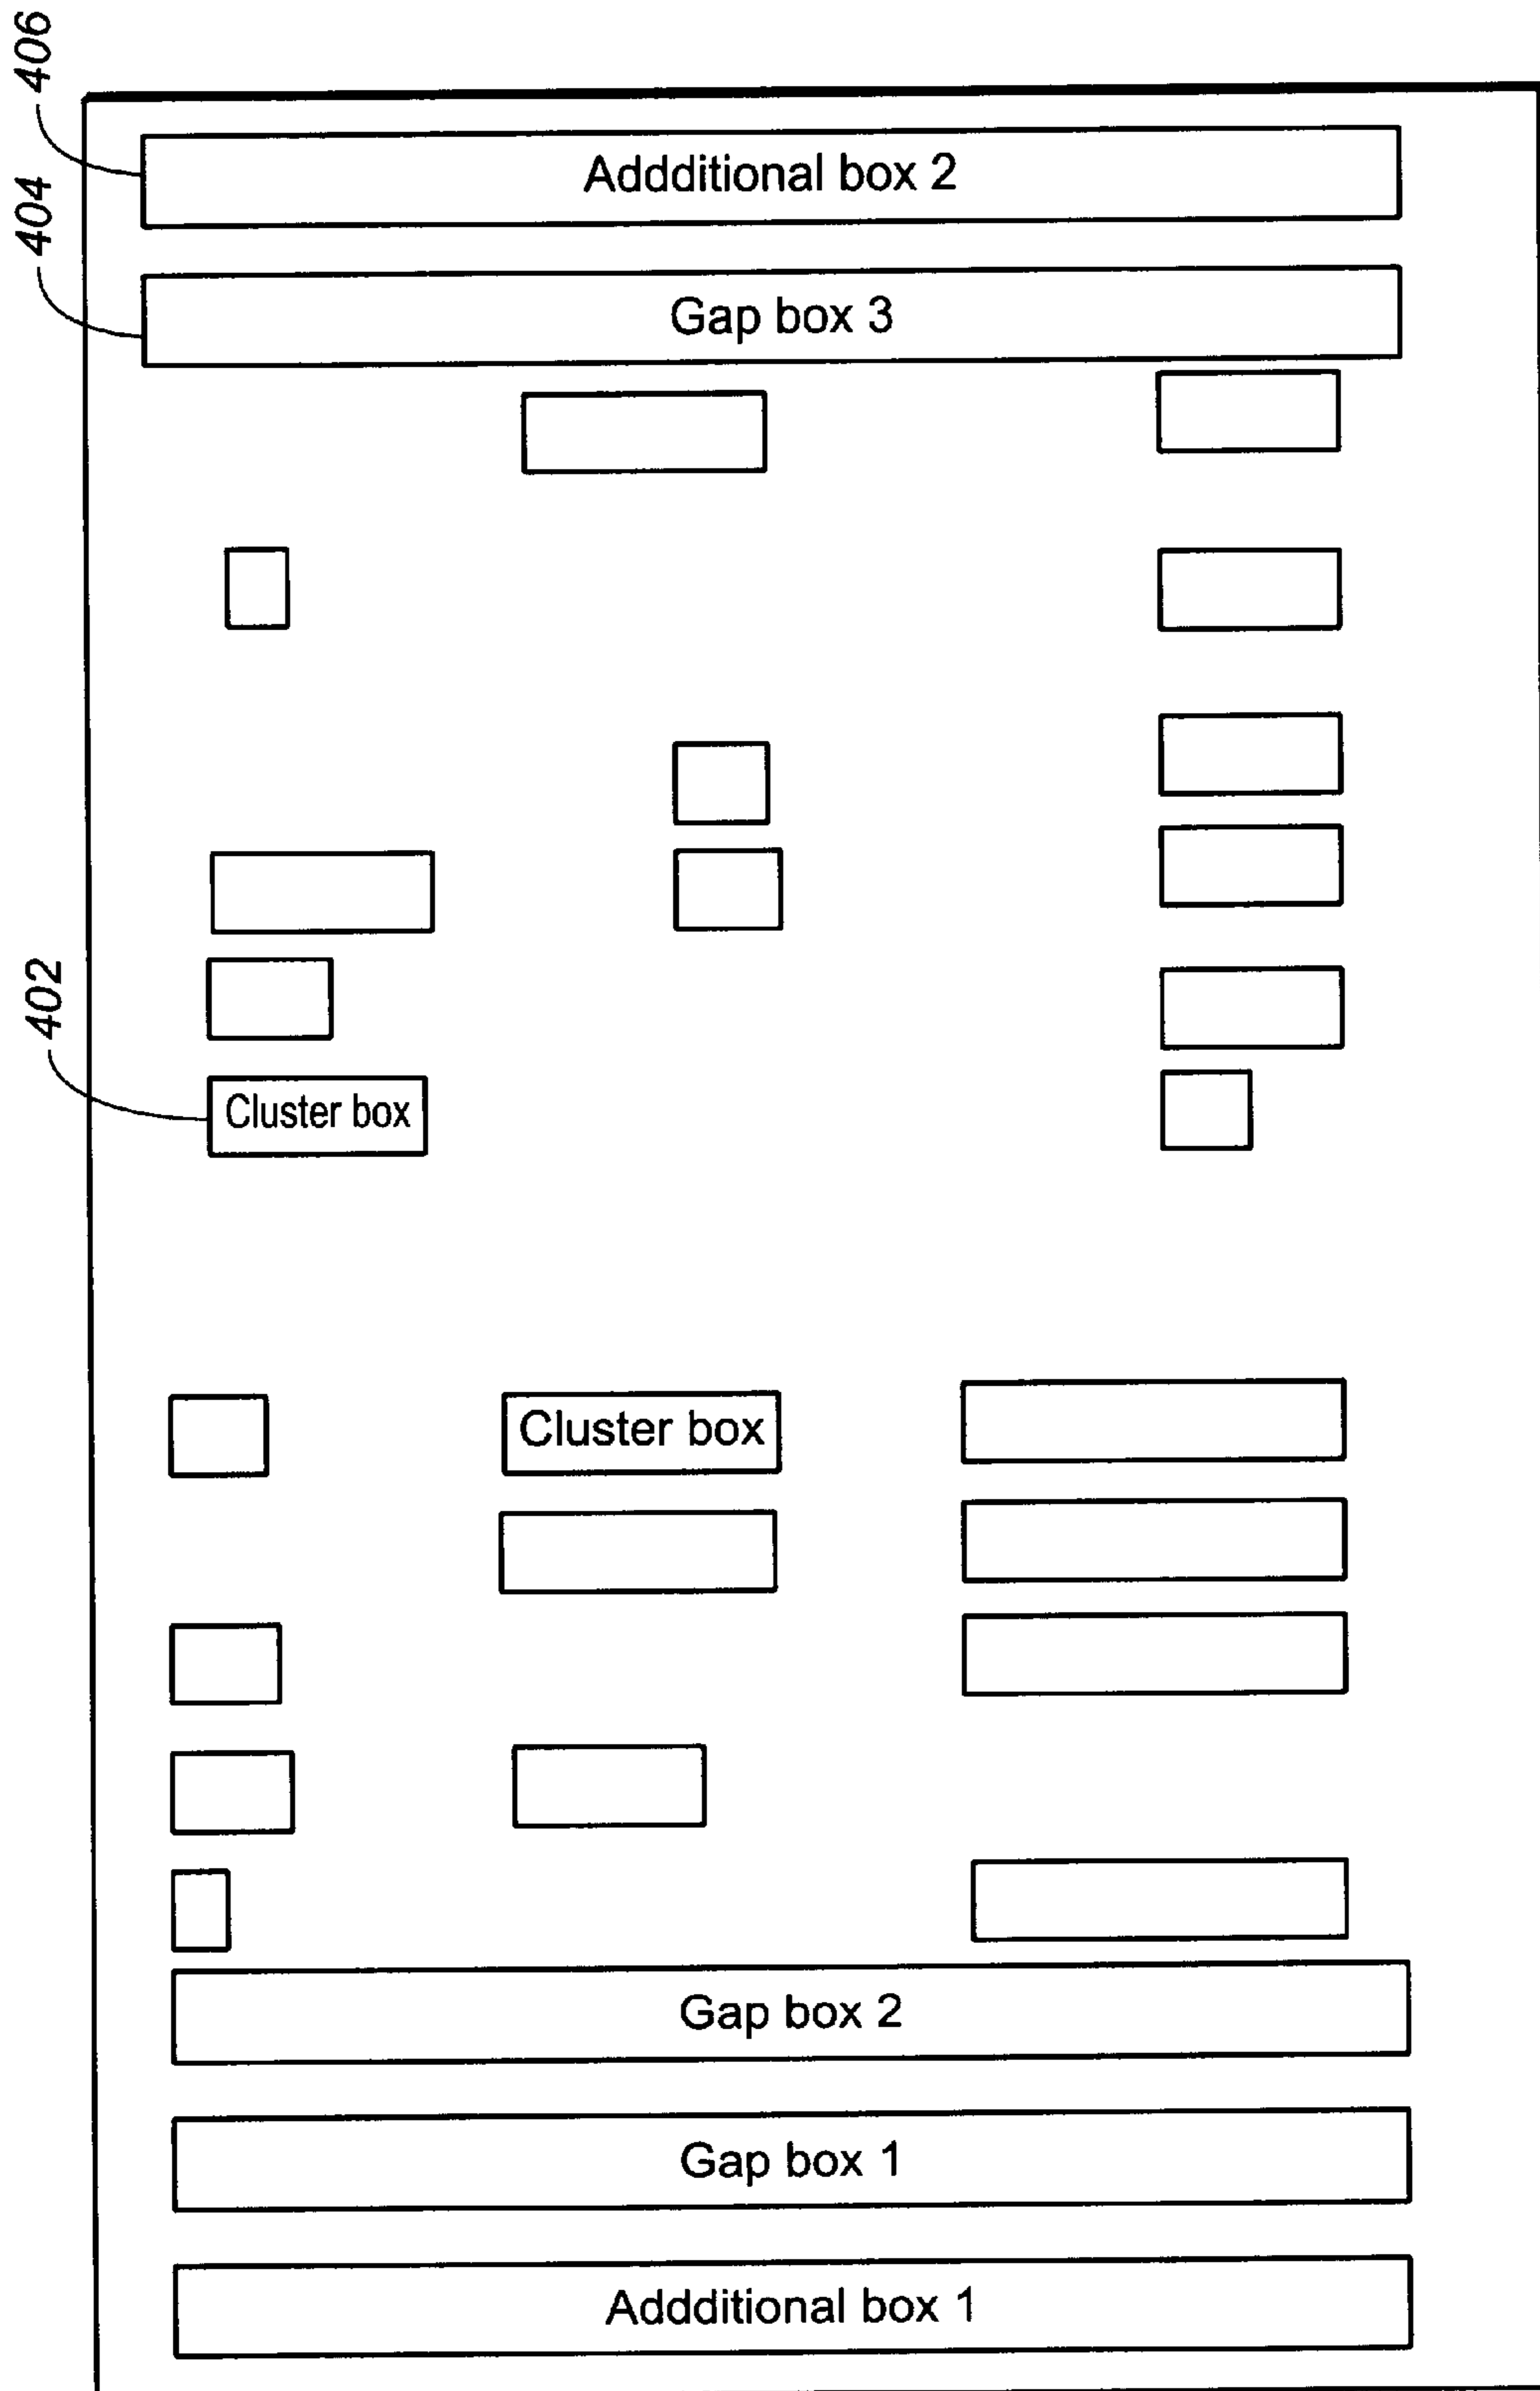 406
Addditional box 2
404
Gap box 3
402
Cluster box
Cluster box
Gap box 2
Gap box 1
Addditional box 1